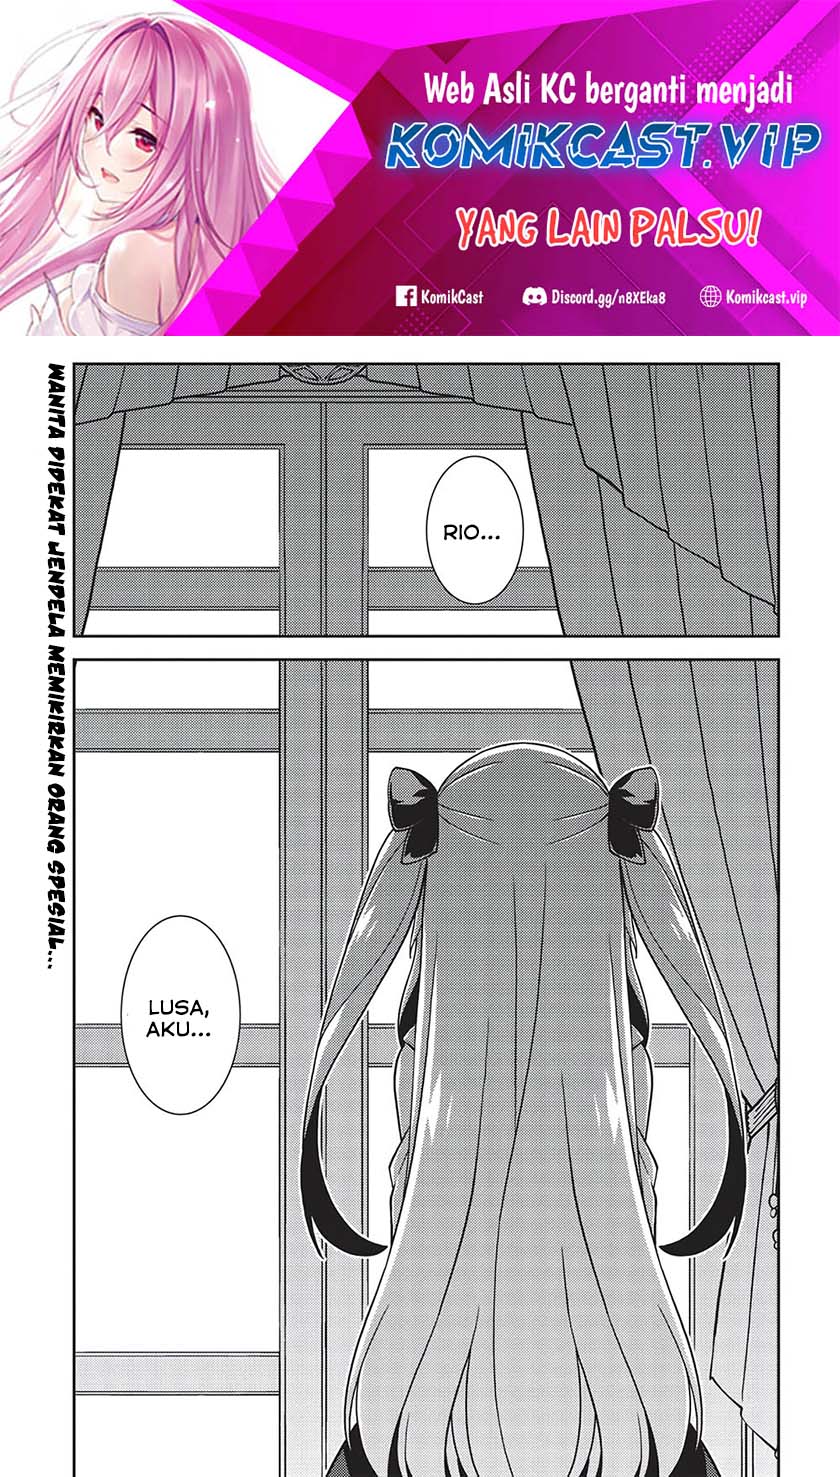 Web Asli KC berganti menjadi
KOMIKCAST.VIP
YANG LAIN PALSU!
KomikCast
Discord.gg/n8XEka8
Komikcast.vip
WANITA DIDEKAT JENDELA MEMIKIRKAN ORANG SPESIAL...
RIO...
LUSA,
AKU...